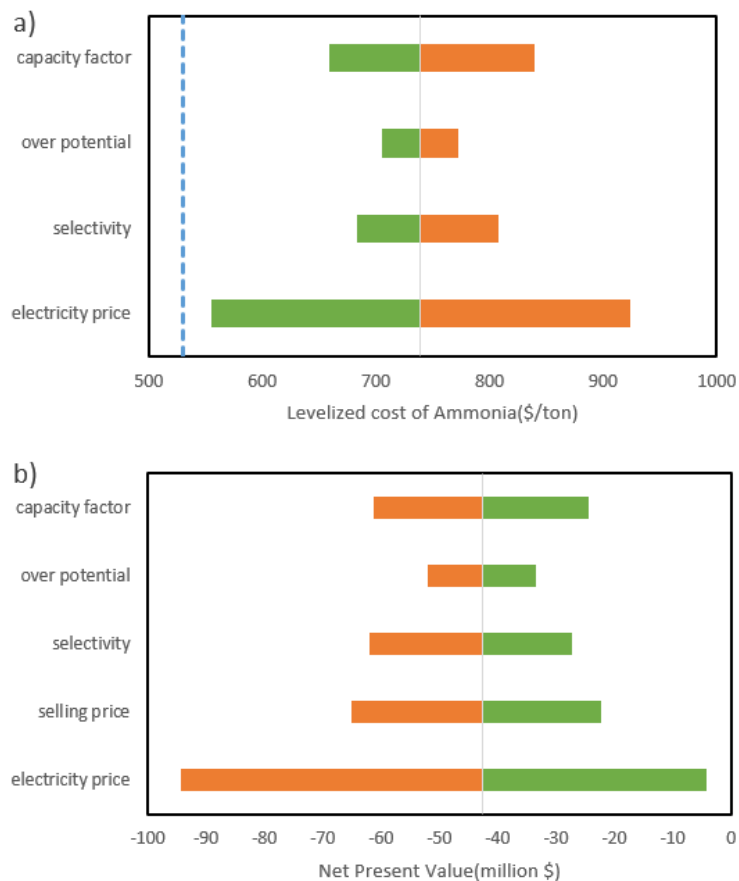 a)
capacity factor
over potential
selectivity
electricity price
500 600 700 800 900 1000
Levelized cost of Ammonia($/ton)
b)
capacity factor
over potential
selectivity
selling price
electricity price
-100 -90 -80 -70 -60 -50 -40 -30 -20 -10 0
Net Present Value(million $)